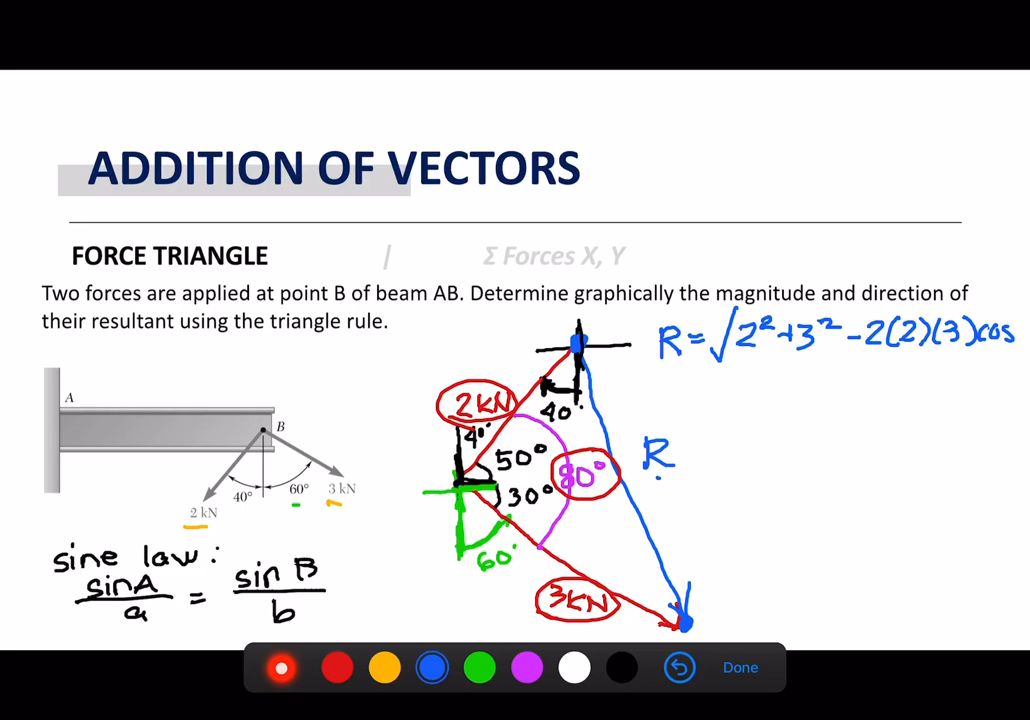 ADDITION OF VECTORS
FORCE TRIANGLE | Σ Forces X, Y
Two forces are applied at point B of beam AB. Determine graphically the magnitude and direction of
their resultant using the triangle rule.
R = √2² + 3² - 2(2)(3)cos
A
B
40°
60°
3 kN
2 kN
2KN
40°
4°
50°
80°
30°
60°
3KN
R
sine law:
sinA/a = sin B/b
Done